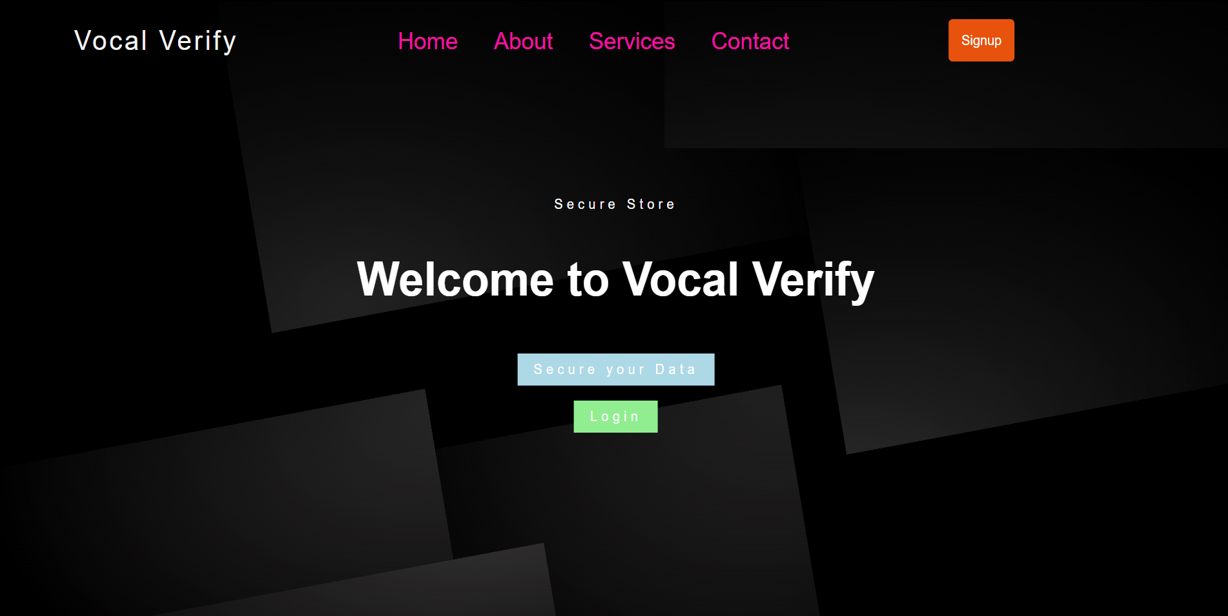 Vocal Verify Home About Services Contact Signup
Secure Store
Welcome to Vocal Verify
Secure your Data
Login